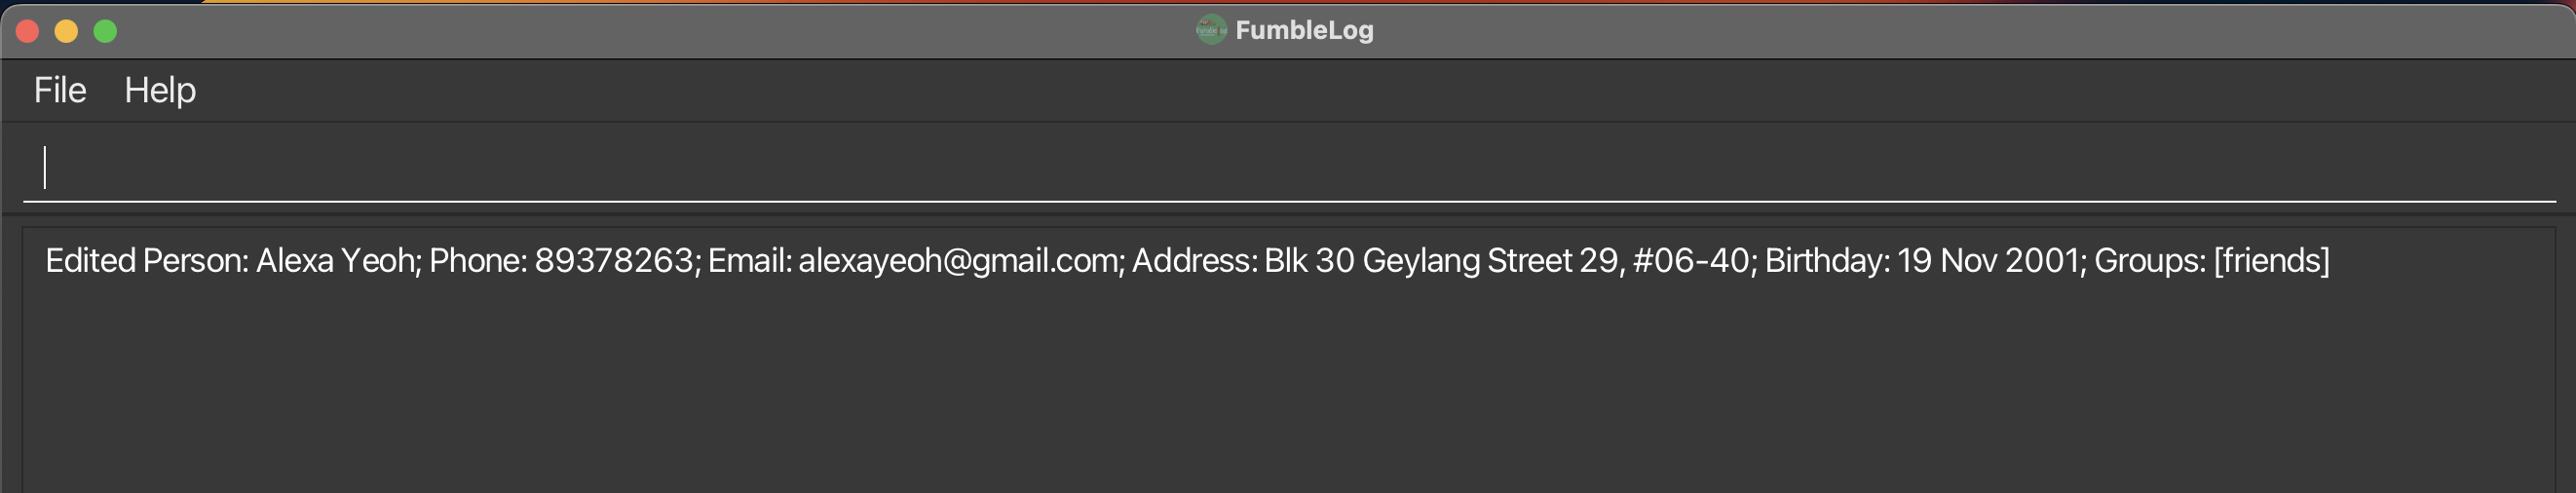 FumbleLog
File Help
Edited Person: Alexa Yeoh; Phone: 89378263; Email: alexayeoh@gmail.com; Address: Blk 30 Geylang Street 29, #06-40; Birthday: 19 Nov 2001; Groups: [friends]